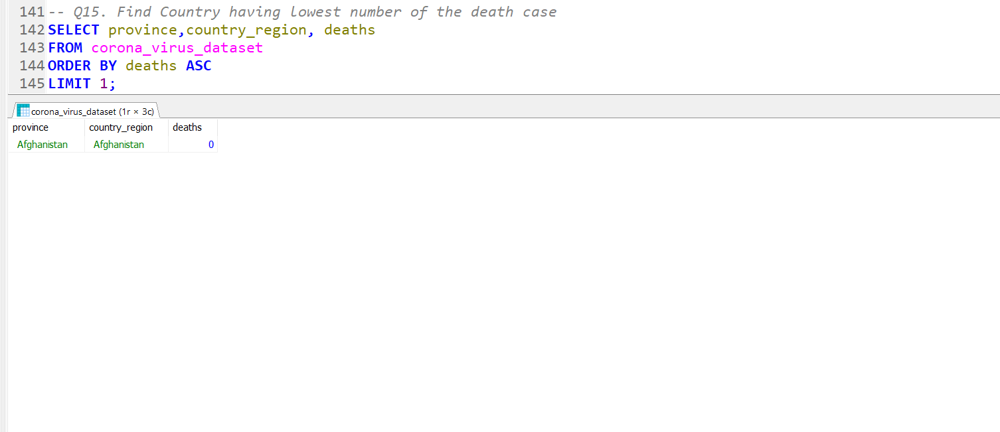 141 -- Q15. Find Country having lowest number of the death case
142 SELECT province,country_region, deaths
143 FROM corona_virus_dataset
144 ORDER BY deaths ASC
145 LIMIT 1;
corona_virus_dataset (1r × 3c)
province country_region deaths
Afghanistan Afghanistan 0